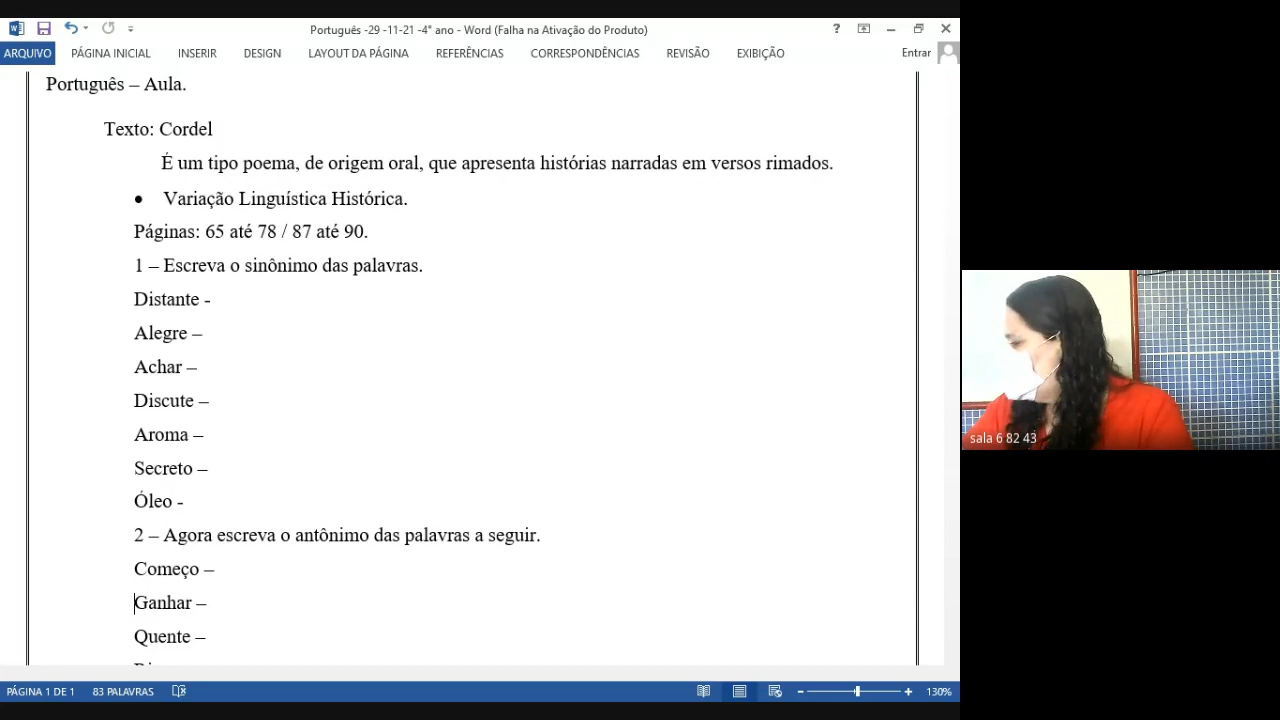 Português -29 -11-21 -4° ano - Word (Falha na Ativação do Produto)
ARQUIVO PÁGINA INICIAL INSERIR DESIGN LAYOUT DA PÁGINA REFERÊNCIAS CORRESPONDÊNCIAS REVISÃO EXIBIÇÃO Entrar
Português – Aula.
Texto: Cordel
É um tipo poema, de origem oral, que apresenta histórias narradas em versos rimados.
• Variação Linguística Histórica.
Páginas: 65 até 78 / 87 até 90.
1 – Escreva o sinônimo das palavras.
Distante -
Alegre –
Achar –
Discute –
Aroma –
Secreto –
Óleo -
2 – Agora escreva o antônimo das palavras a seguir.
Começo –
Ganhar –
Quente –
sala 6 82 43
PÁGINA 1 DE 1 83 PALAVRAS 130%